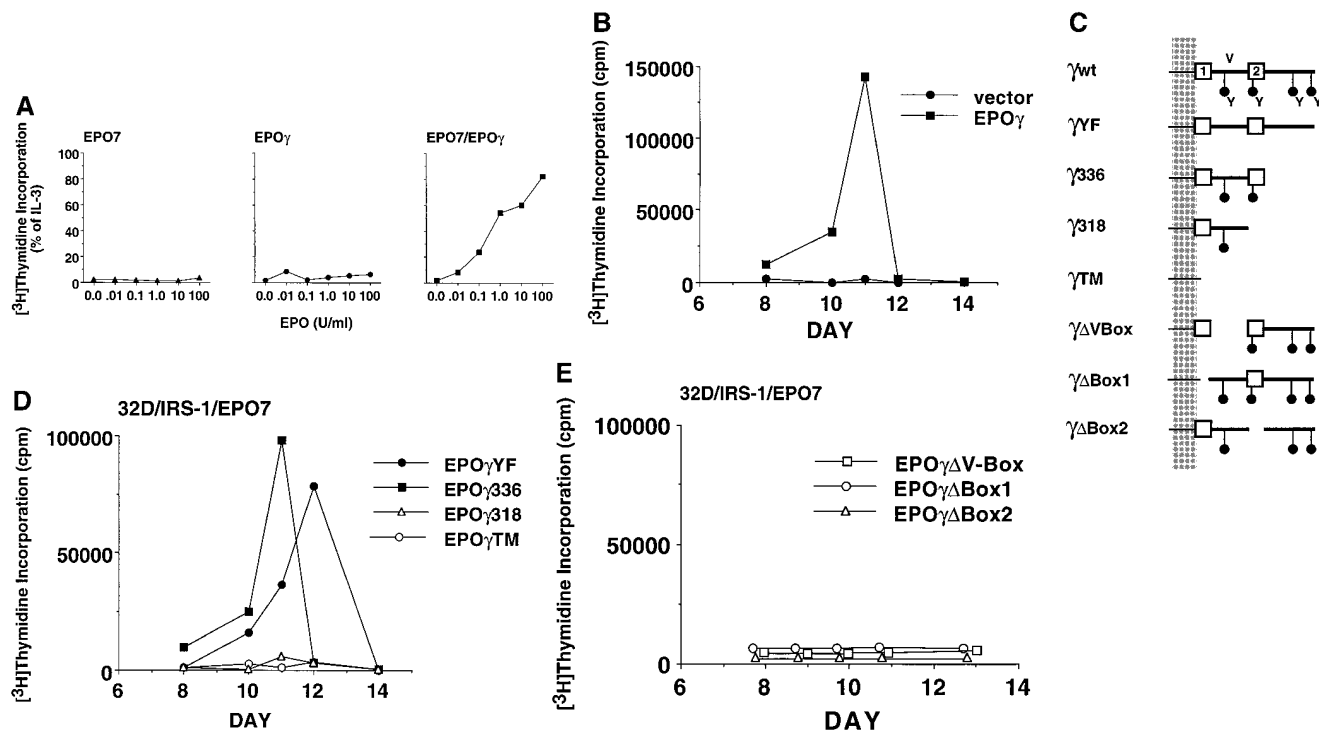 A
[³H]Thymidine Incorporation
(% of IL-3)
EPO7
EPOγ
EPO7/EPOγ
100
80
60
40
20
0
0.0 .01 0.1 1.0 10 100
0.0 .01 0.1 1.0 10 100
0.0 .01 0.1 1.0 10 100
EPO (U/ml)
B
[³H]Thymidine Incorporation (cpm)
150000
100000
50000
0
6 8 10 12 14
DAY
vector
EPOγ
C
γwt
1
V
2
Y
Y
Y
Y
γYF
γ336
γ318
γTM
γΔVBox
γΔBox1
γΔBox2
D
32D/IRS-1/EPO7
[³H]Thymidine Incorporation (cpm)
100000
50000
0
6 8 10 12 14
DAY
EPOγYF
EPOγ336
EPOγ318
EPOγTM
E
32D/IRS-1/EPO7
[³H]Thymidine Incorporation (cpm)
100000
50000
0
6 8 10 12 14
DAY
EPOγΔV-Box
EPOγΔBox1
EPOγΔBox2